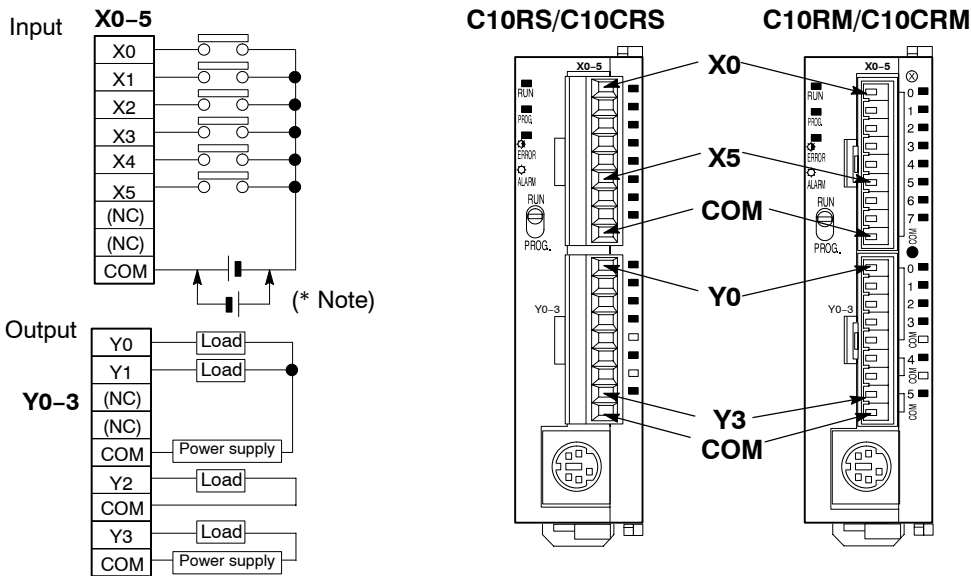 Input
X0–5
X0
X1
X2
X3
X4
X5
(NC)
(NC)
COM
(* Note)
Output
Y0–3
Y0
Load
Y1
Load
(NC)
(NC)
COM
Power supply
Y2
Load
COM
Y3
Load
COM
Power supply
C10RS/C10CRS
C10RM/C10CRM
X0–5
RUN
PROG.
ERROR
ALARM
RUN
PROG.
Y0–3
X0
X5
COM
Y0
Y3
COM
X0–5
RUN
PROG.
ERROR
ALARM
RUN
PROG.
Y0–3
X
0
1
2
3
4
5
6
7
COM
0
1
2
3
COM
4
COM
5
COM